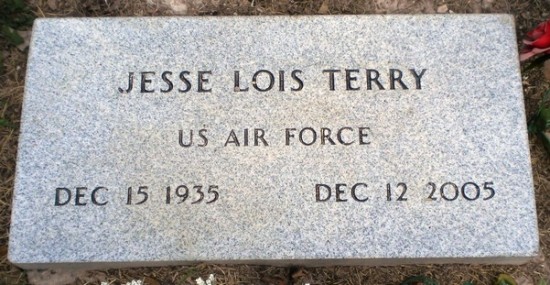 JESSE LOIS TERRY
US AIR FORCE
DEC 15 1935 DEC 12 2005